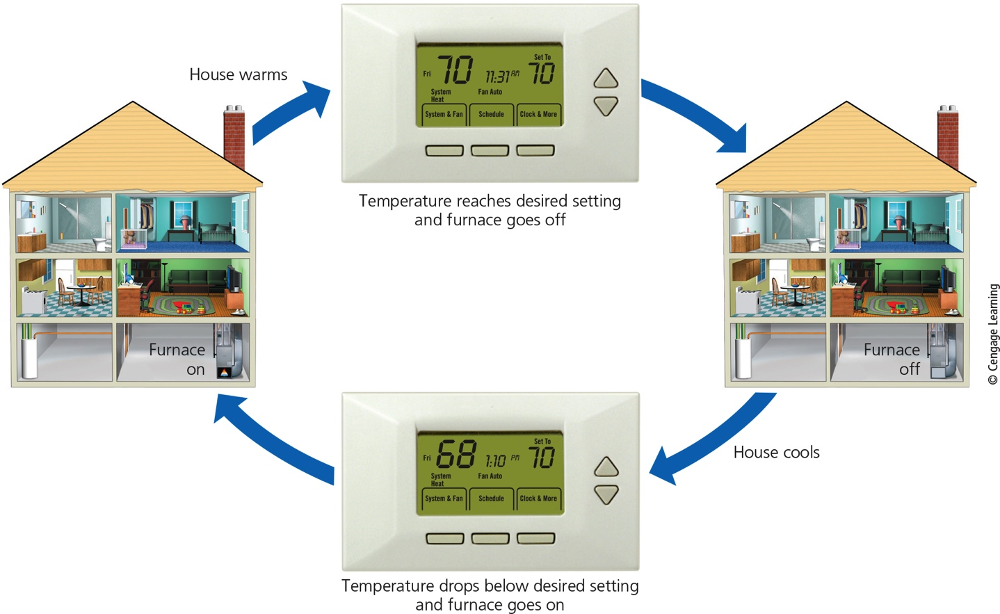 House warms
Fri 70 11:31 AM Set To 70
System Heat
Fan Auto
System & Fan
Schedule
Clock & More
Temperature reaches desired setting
and furnace goes off
Furnace
on
Furnace
off
© Cengage Learning
House cools
Fri 68 1:10 PM Set To 70
System Heat
Fan Auto
System & Fan
Schedule
Clock & More
Temperature drops below desired setting
and furnace goes on